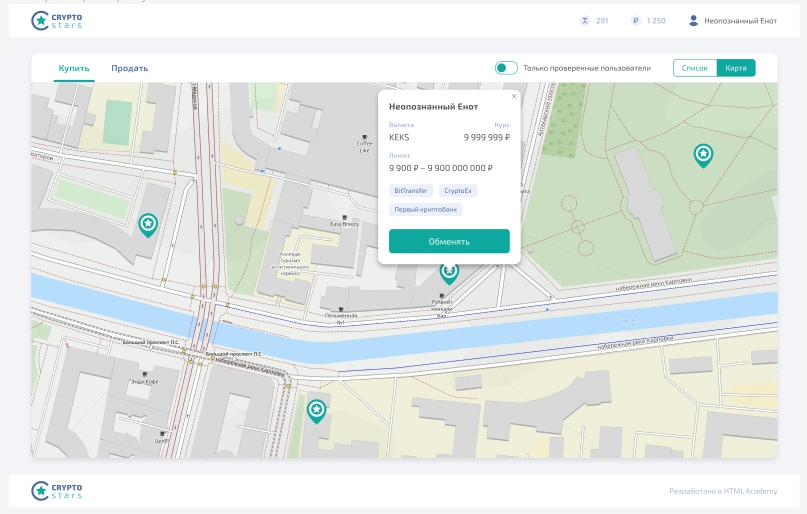 CRYPTO
stars
291
₽ 1 250
Неопознанный Енот
Купить
Продать
Только проверенные пользователи
Список
Карта
Неопознанный Енот
Валюта
Курс
KEKS
9 999 999 ₽
Лимит
9 900 ₽ – 9 900 000 000 ₽
BitTransfer
CryptoEx
Первый криптобанк
Обменять
Coffee
Like
Easy Breezy
Колледж
туризма
и гостиничного
сервиса
Пельменная
№1
хинкали
бар
набережная реки Карповки
набережная реки Карповки
Большой проспект П.С.
Большой проспект П.С.
набережная реки Карповки
Энди Кофе
Цех85
CRYPTO
stars
Разработано в HTML Academy